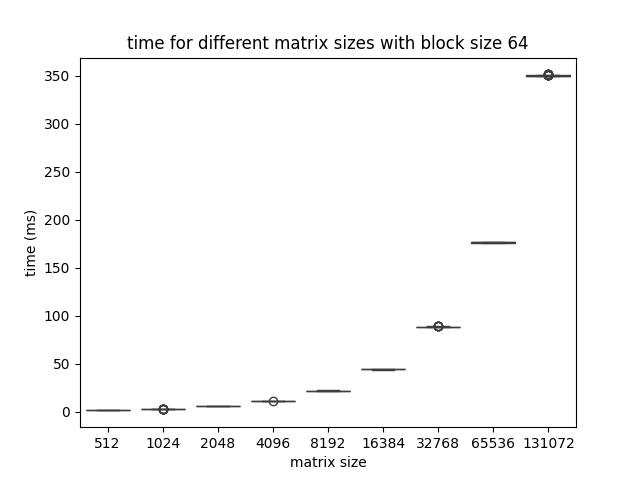 time for different matrix sizes with block size 64
350
300
250
200
150
100
50
0
time (ms)
512 1024 2048 4096 8192 16384 32768 65536 131072
matrix size